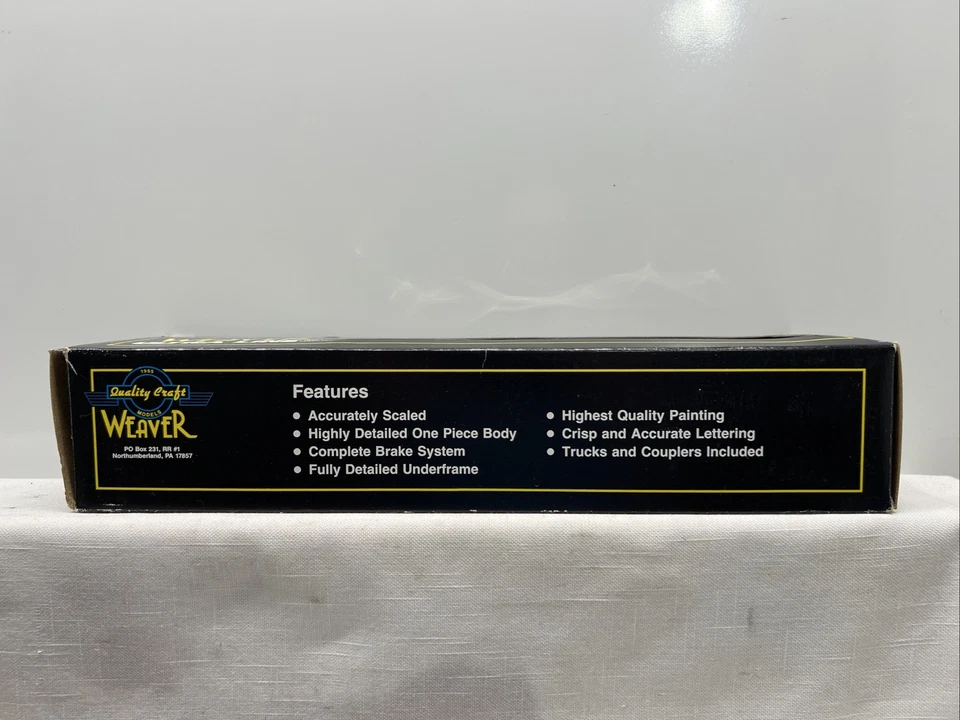 1965
Quality Craft
MODELS
WEAVER
PO Box 231, RR #1
Northumberland, PA 17857
Features
• Accurately Scaled
• Highly Detailed One Piece Body
• Complete Brake System
• Fully Detailed Underframe
• Highest Quality Painting
• Crisp and Accurate Lettering
• Trucks and Couplers Included